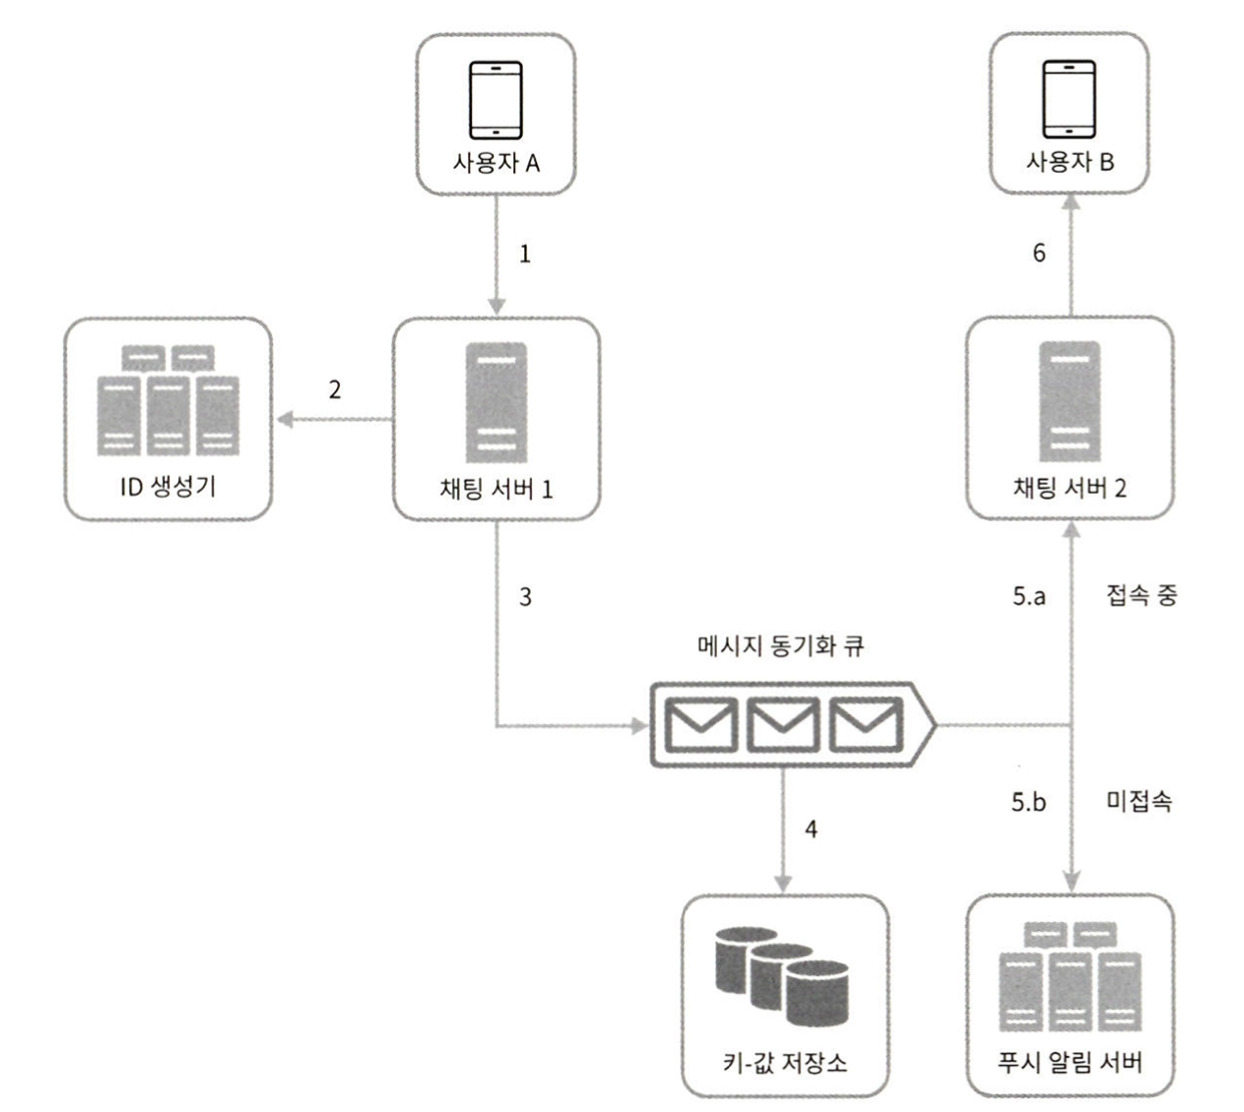 사용자 A
사용자 B
1
6
2
ID 생성기
채팅 서버 1
채팅 서버 2
3
5.a
접속 중
메시지 동기화 큐
5.b
미접속
4
키-값 저장소
푸시 알림 서버